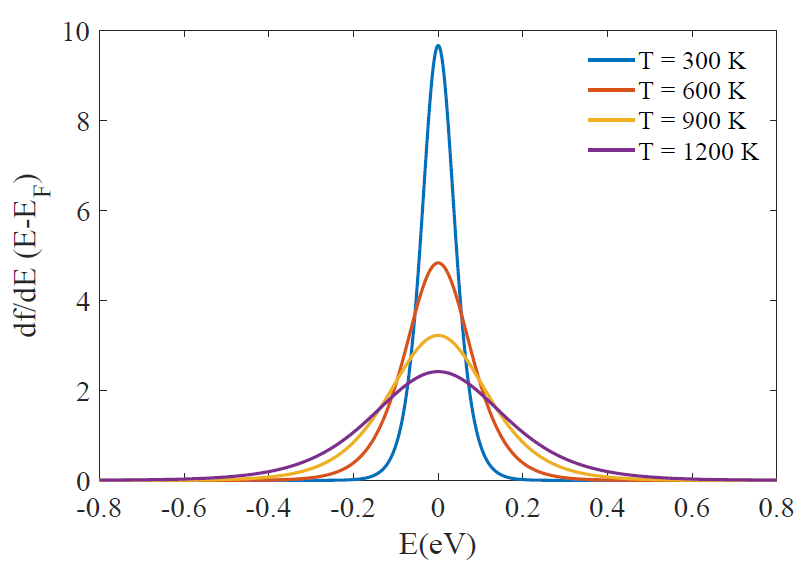 10
8
6
4
2
0
df/dE (E-E_F)
T = 300 K
T = 600 K
T = 900 K
T = 1200 K
-0.8 -0.6 -0.4 -0.2 0 0.2 0.4 0.6 0.8
E(eV)